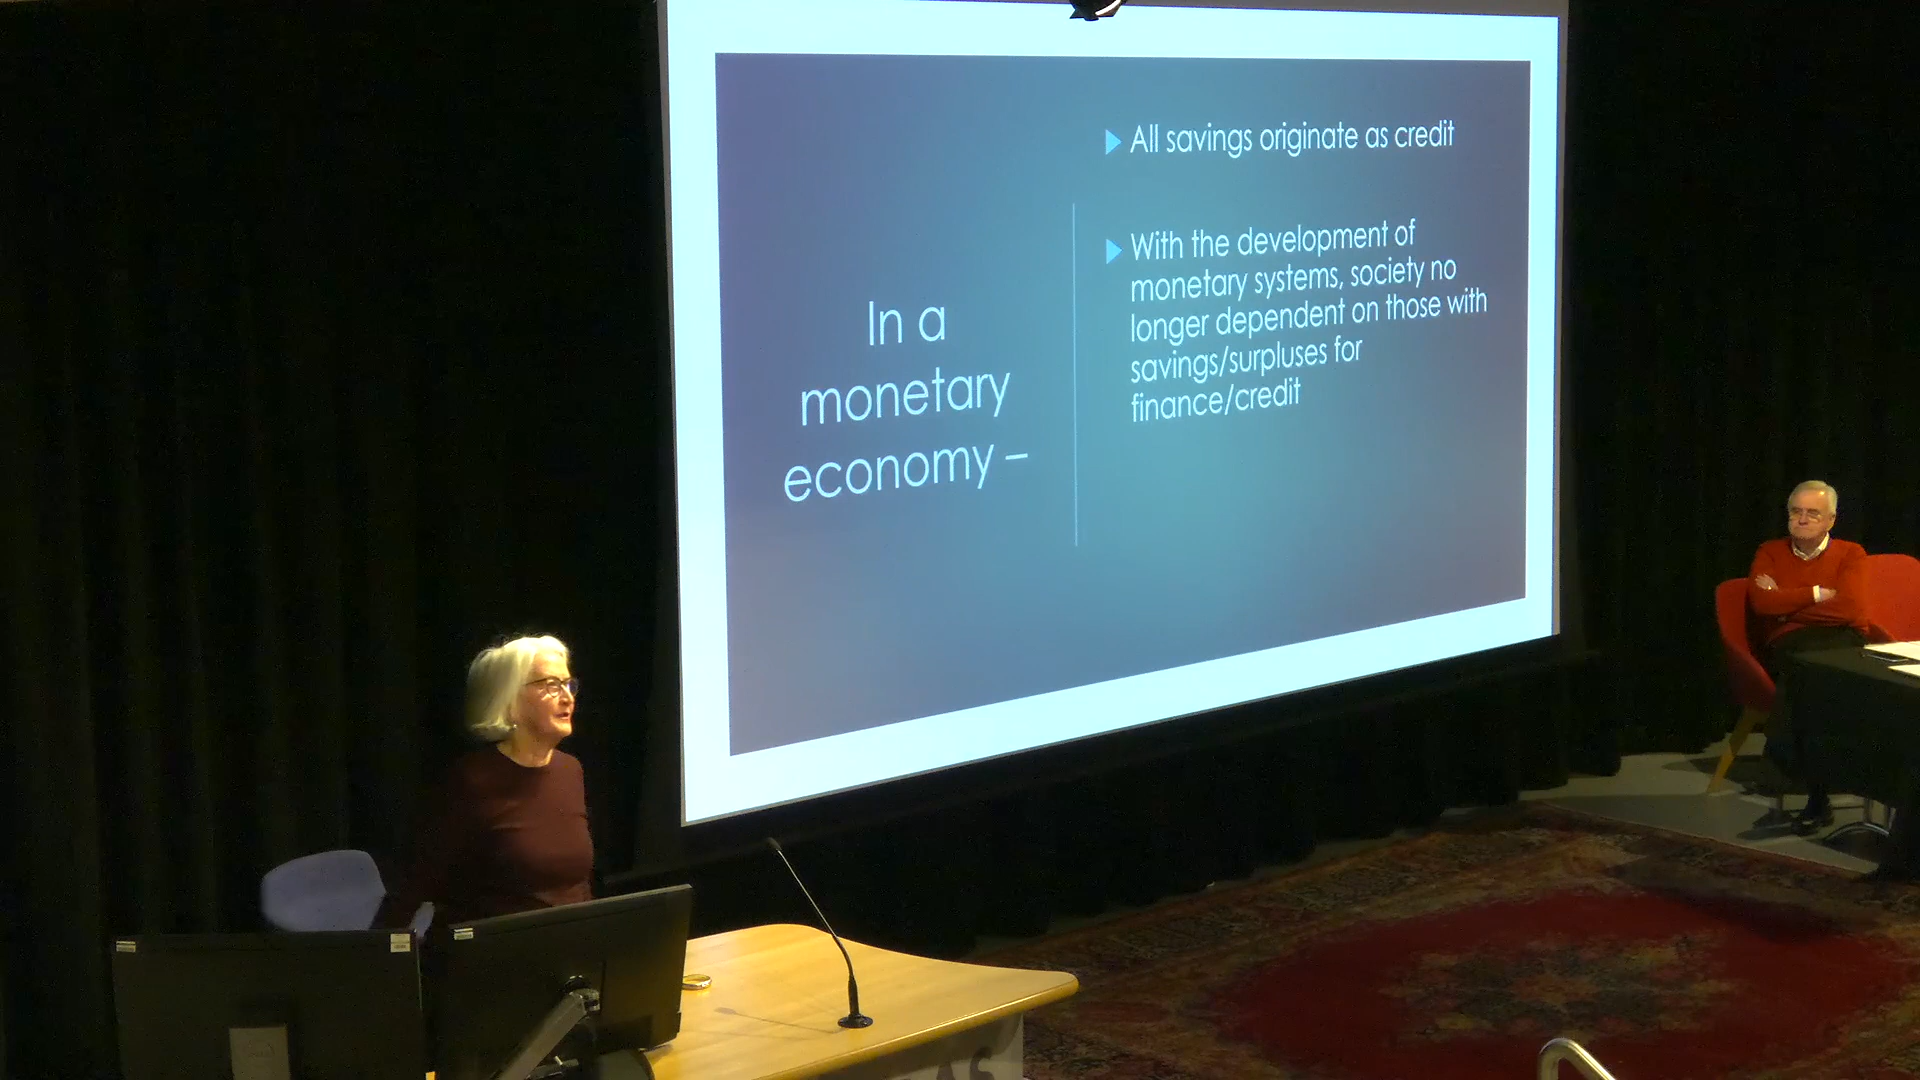 In a
monetary
economy –
All savings originate as credit
With the development of
monetary systems, society no
longer dependent on those with
savings/surpluses for
finance/credit